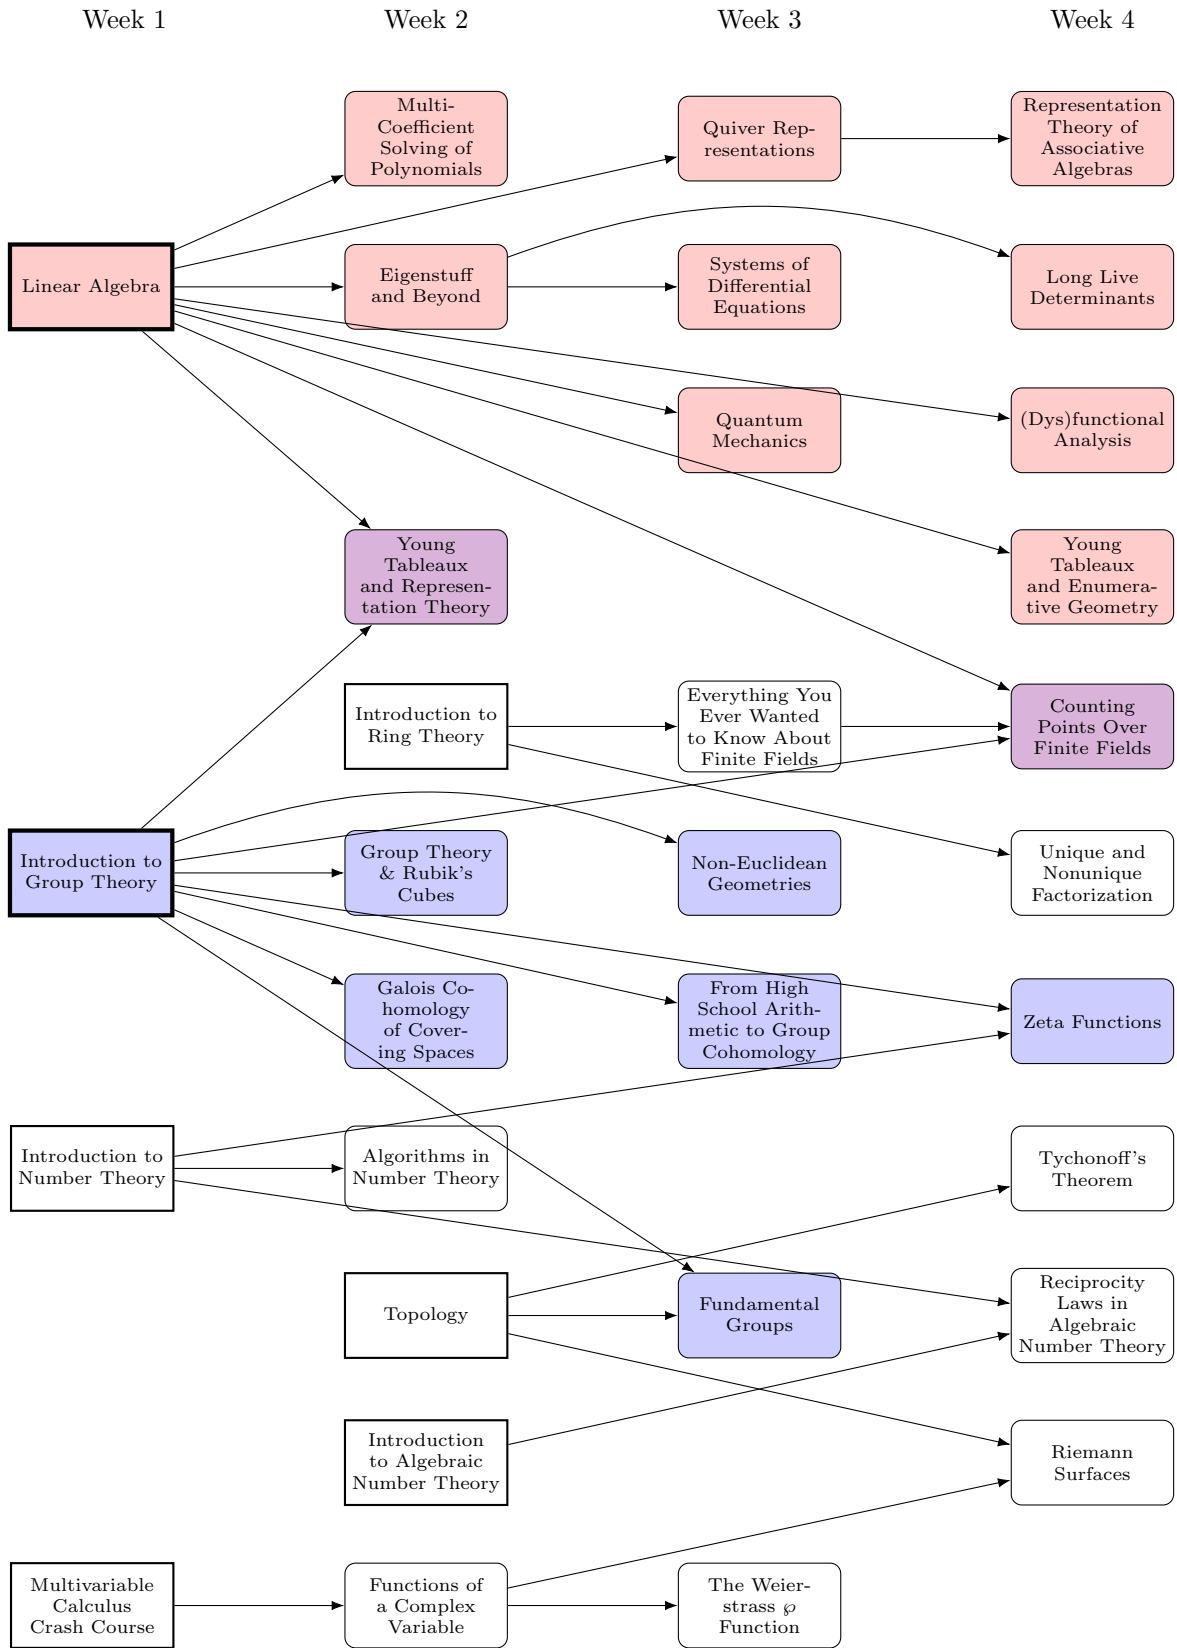 Week 1
Week 2
Week 3
Week 4
Multi-
Coefficient
Solving of
Polynomials
Quiver Rep-
resentations
Representation
Theory of
Associative
Algebras
Linear Algebra
Eigenstuff
and Beyond
Systems of
Differential
Equations
Long Live
Determinants
Quantum
Mechanics
(Dys)functional
Analysis
Young
Tableaux
and Represen-
tation Theory
Young
Tableaux
and Enumera-
tive Geometry
Introduction to
Ring Theory
Everything You
Ever Wanted
to Know About
Finite Fields
Counting
Points Over
Finite Fields
Introduction to
Group Theory
Group Theory
& Rubik's
Cubes
Non-Euclidean
Geometries
Unique and
Nonunique
Factorization
Galois Co-
homology
of Cover-
ing Spaces
From High
School Arith-
metic to Group
Cohomology
Zeta Functions
Introduction to
Number Theory
Algorithms in
Number Theory
Tychonoff's
Theorem
Topology
Fundamental
Groups
Reciprocity
Laws in
Algebraic
Number Theory
Introduction
to Algebraic
Number Theory
Riemann
Surfaces
Multivariable
Calculus
Crash Course
Functions of
a Complex
Variable
The Weier-
strass ℘
Function